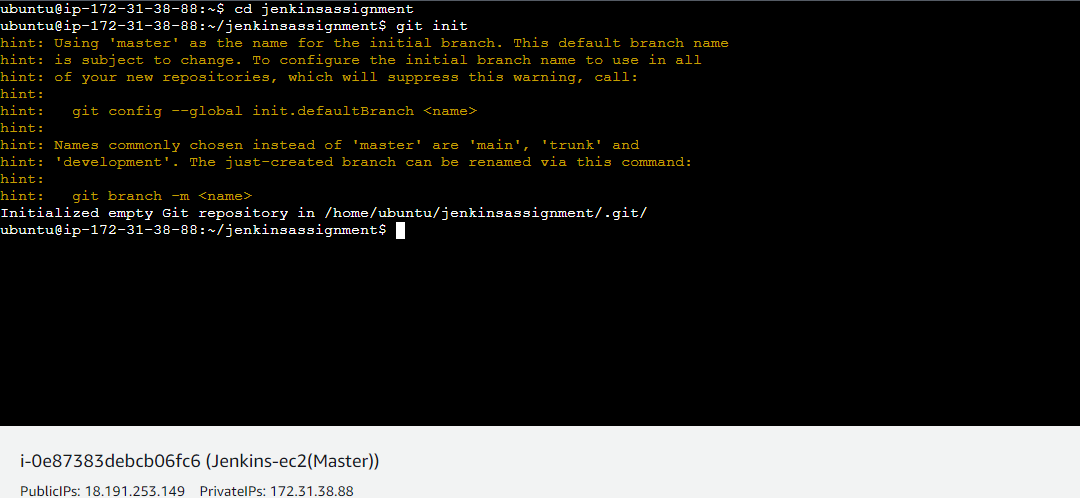 ubuntu@ip-172-31-38-88:~$ cd jenkinsassignment
ubuntu@ip-172-31-38-88:~/jenkinsassignment$ git init
hint: Using 'master' as the name for the initial branch. This default branch name
hint: is subject to change. To configure the initial branch name to use in all
hint: of your new repositories, which will suppress this warning, call:
hint:
hint:   git config --global init.defaultBranch <name>
hint:
hint: Names commonly chosen instead of 'master' are 'main', 'trunk' and
hint: 'development'. The just-created branch can be renamed via this command:
hint:
hint:   git branch -m <name>
Initialized empty Git repository in /home/ubuntu/jenkinsassignment/.git/
ubuntu@ip-172-31-38-88:~/jenkinsassignment$
i-0e87383debcb06fc6 (Jenkins-ec2(Master))
PublicIPs: 18.191.253.149 PrivateIPs: 172.31.38.88